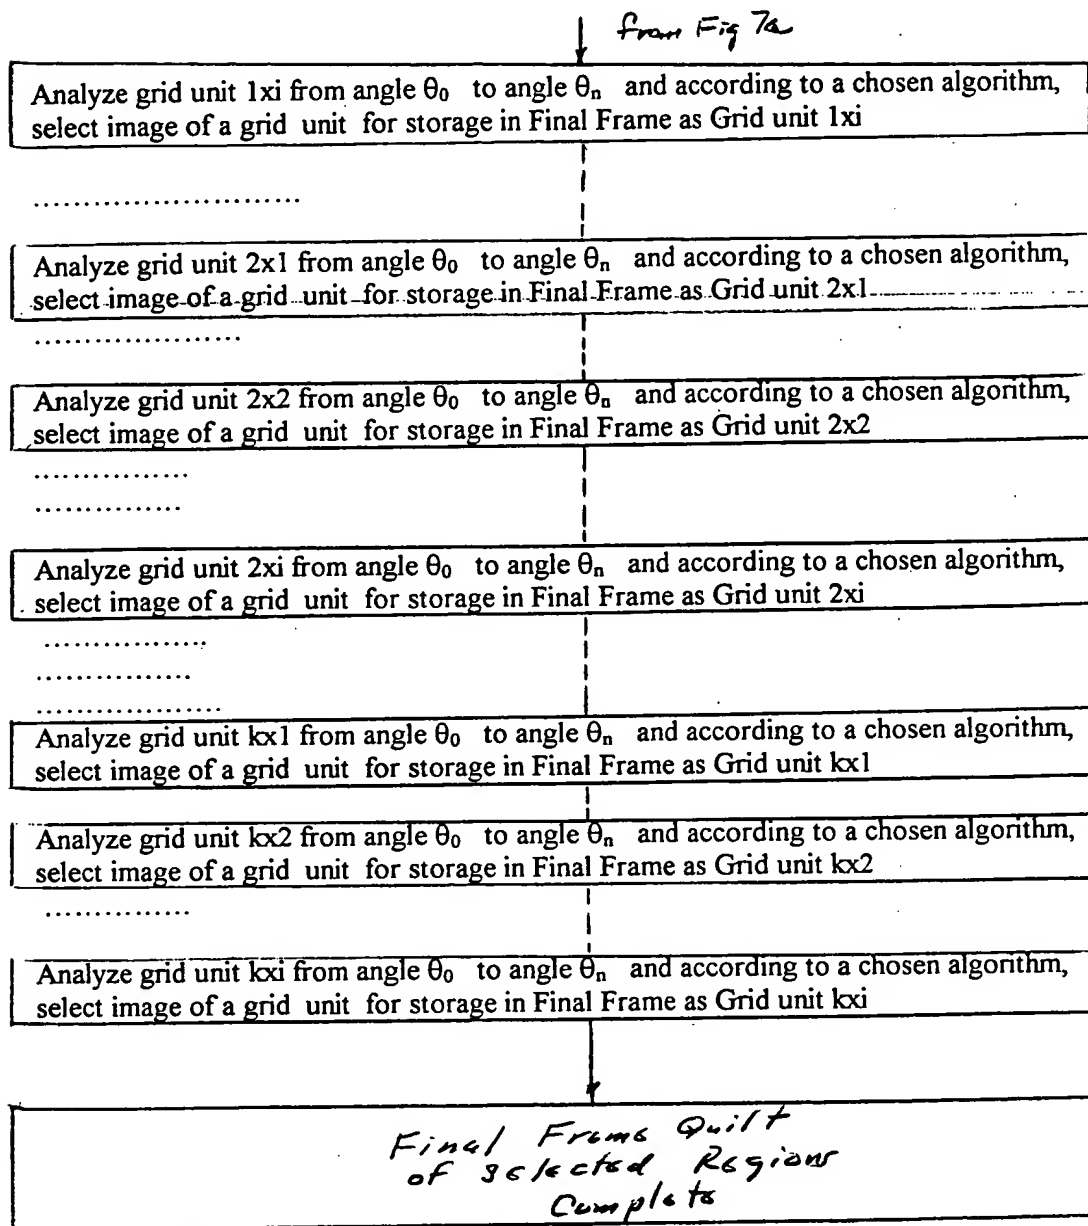 from Fig 7a
Analyze grid unit 1xi from angle θ₀ to angle θₙ and according to a chosen algorithm,
select image of a grid unit for storage in Final Frame as Grid unit 1xi
............................
Analyze grid unit 2x1 from angle θ₀ to angle θₙ and according to a chosen algorithm,
select image of a grid unit for storage in Final Frame as Grid unit 2x1
......................
Analyze grid unit 2x2 from angle θ₀ to angle θₙ and according to a chosen algorithm,
select image of a grid unit for storage in Final Frame as Grid unit 2x2
................
...............
Analyze grid unit 2xi from angle θ₀ to angle θₙ and according to a chosen algorithm,
select image of a grid unit for storage in Final Frame as Grid unit 2xi
.................
................
...................
Analyze grid unit kx1 from angle θ₀ to angle θₙ and according to a chosen algorithm,
select image of a grid unit for storage in Final Frame as Grid unit kx1
Analyze grid unit kx2 from angle θ₀ to angle θₙ and according to a chosen algorithm,
select image of a grid unit for storage in Final Frame as Grid unit kx2
...............
Analyze grid unit kxi from angle θ₀ to angle θₙ and according to a chosen algorithm,
select image of a grid unit for storage in Final Frame as Grid unit kxi
Final Frame Quilt
of selected Regions
Complete